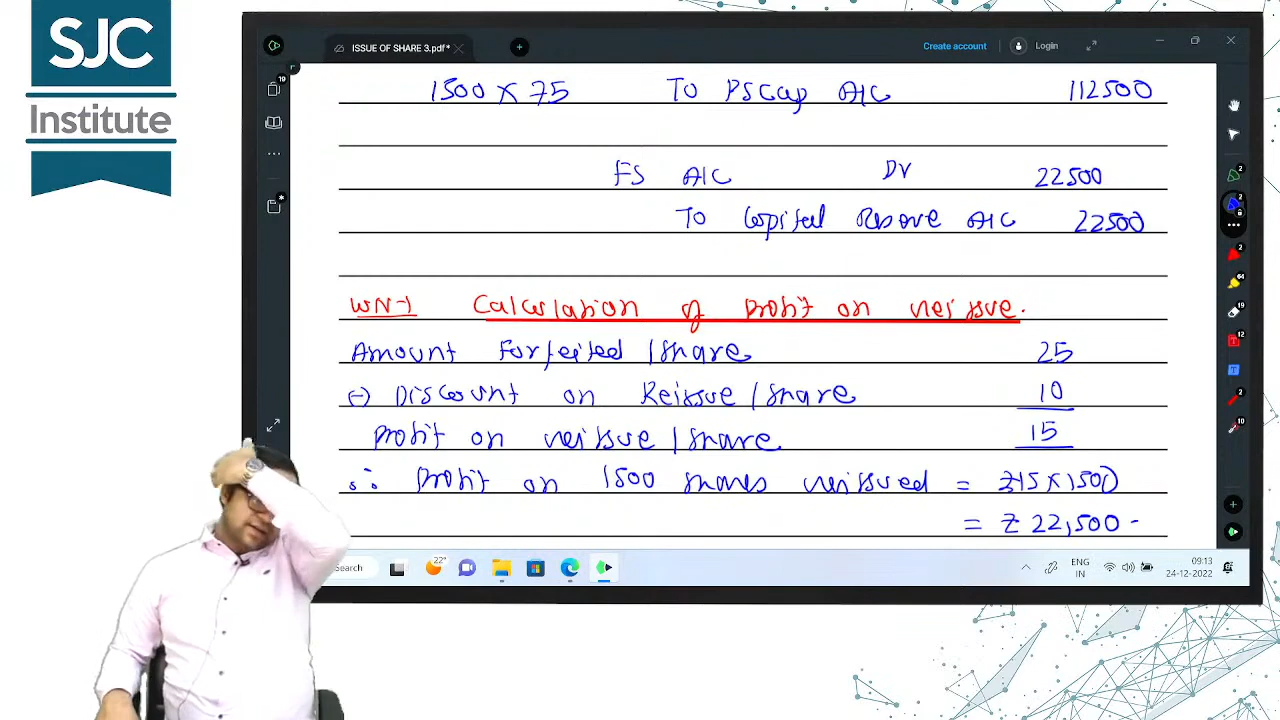 SJC
Institute
ISSUE OF SHARE 3.pdf*
Create account
Login
1500 X 75 To PSCap A/C 112500
FS A/C Dr 22500
To Capital Reserve A/C 22500
WN-1 Calculation of Profit on reissue.
Amount Forfeited / Share 25
(-) Discount on Reissue / Share 10
Profit on reissue / Share 15
∴ Profit on 1500 shares reissued = ₹15 X 1500
= ₹ 22,500 -
Search
22°
ENG
IN
09:13
24-12-2022